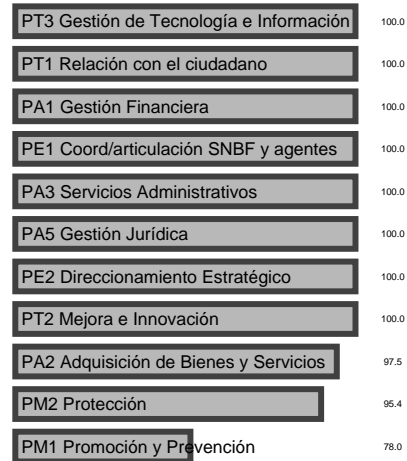 PT3 Gestión de Tecnología e Información 100.0
PT1 Relación con el ciudadano 100.0
PA1 Gestión Financiera 100.0
PE1 Coord/articulación SNBF y agentes 100.0
PA3 Servicios Administrativos 100.0
PA5 Gestión Jurídica 100.0
PE2 Direccionamiento Estratégico 100.0
PT2 Mejora e Innovación 100.0
PA2 Adquisición de Bienes y Servicios 97.5
PM2 Protección 95.4
PM1 Promoción y Prevención 78.0